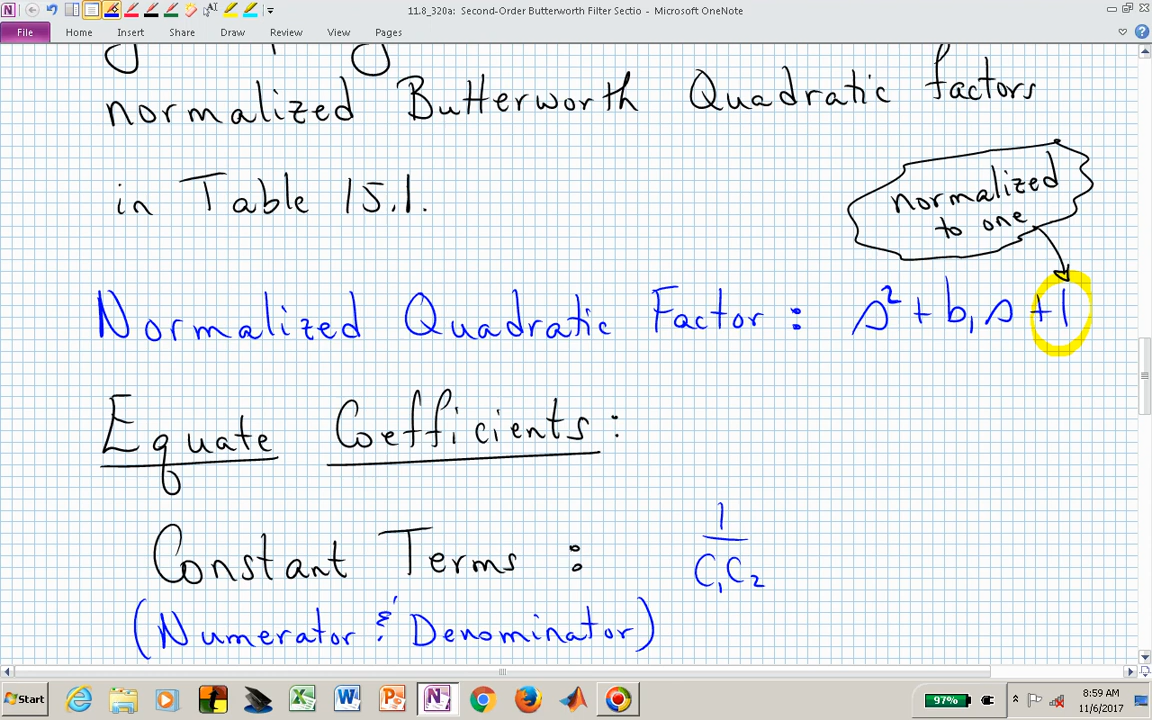 11.8_320a: Second-Order Butterworth Filter Sectio - Microsoft OneNote
File Home Insert Share Draw Review View Pages
normalized Butterworth Quadratic factors
in Table 15.1.
normalized
to one
Normalized Quadratic Factor : s² + b₁s + 1
Equate Coefficients :
Constant Terms : 1/C₁C₂
(Numerator & Denominator)
Start
97%
8:59 AM
11/6/2017